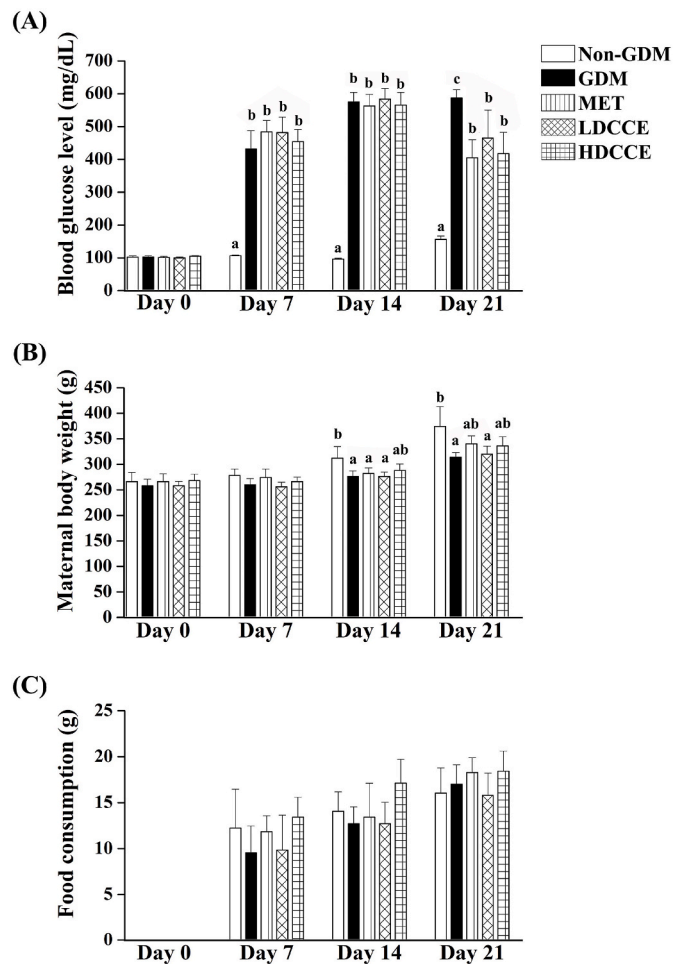 (A)
Blood glucose level (mg/dL)
700
600
500
400
300
200
100
0
a b b b b
a b b b b
a c b b b
Day 0 Day 7 Day 14 Day 21
Non-GDM
GDM
MET
LDCCE
HDCCE
(B)
Maternal body weight (g)
450
400
350
300
250
200
150
100
50
0
b a a a ab
b a ab a ab
Day 0 Day 7 Day 14 Day 21
(C)
Food consumption (g)
25
20
15
10
5
0
Day 0 Day 7 Day 14 Day 21